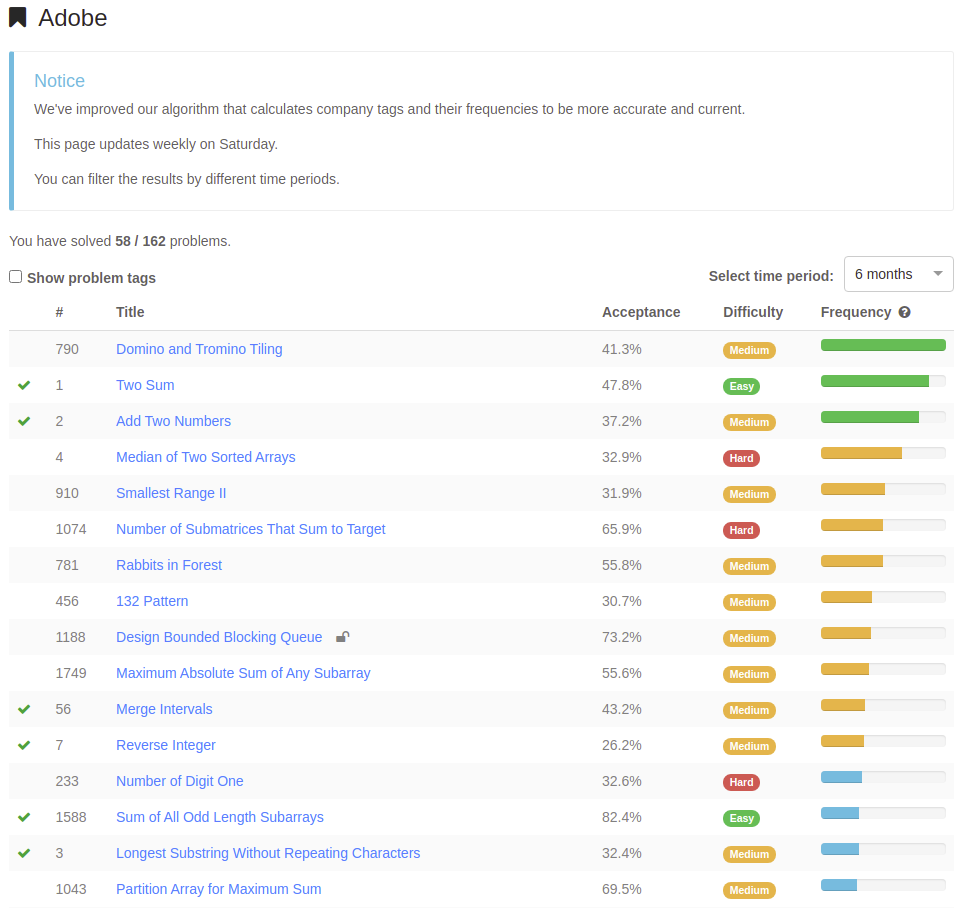 Adobe
Notice
We've improved our algorithm that calculates company tags and their frequencies to be more accurate and current.
This page updates weekly on Saturday.
You can filter the results by different time periods.
You have solved 58 / 162 problems.
Show problem tags Select time period: 6 months
# Title Acceptance Difficulty Frequency ?
790 Domino and Tromino Tiling 41.3% Medium
1 Two Sum 47.8% Easy
2 Add Two Numbers 37.2% Medium
4 Median of Two Sorted Arrays 32.9% Hard
910 Smallest Range II 31.9% Medium
1074 Number of Submatrices That Sum to Target 65.9% Hard
781 Rabbits in Forest 55.8% Medium
456 132 Pattern 30.7% Medium
1188 Design Bounded Blocking Queue 73.2% Medium
1749 Maximum Absolute Sum of Any Subarray 55.6% Medium
56 Merge Intervals 43.2% Medium
7 Reverse Integer 26.2% Medium
233 Number of Digit One 32.6% Hard
1588 Sum of All Odd Length Subarrays 82.4% Easy
3 Longest Substring Without Repeating Characters 32.4% Medium
1043 Partition Array for Maximum Sum 69.5% Medium